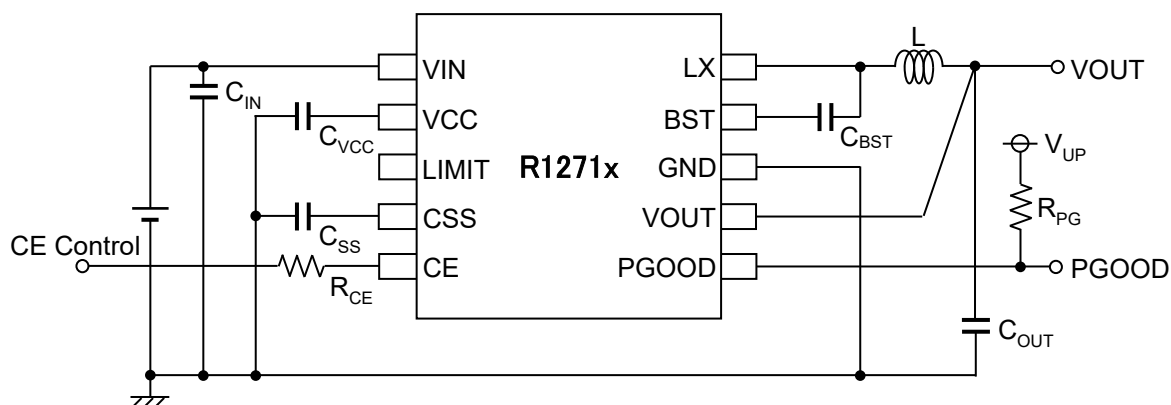 L
VIN
LX
VOUT
C_IN
VCC
BST
C_VCC
C_BST
V_UP
LIMIT
R1271x
GND
CSS
VOUT
R_PG
C_SS
CE Control
CE
PGOOD
PGOOD
R_CE
C_OUT